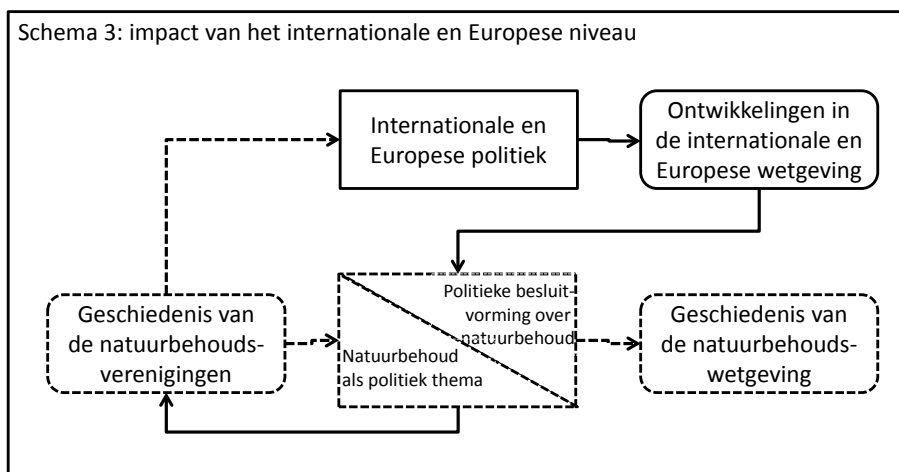 Schema 3: impact van het internationale en Europese niveau
Internationale en
Europese politiek
Ontwikkelingen in
de internationale en
Europese wetgeving
Geschiedenis van
de natuurbehouds-
verenigingen
Politieke besluit-
vorming over
natuurbehoud
Natuurbehoud
als politiek thema
Geschiedenis van
de natuurbehouds-
wetgeving